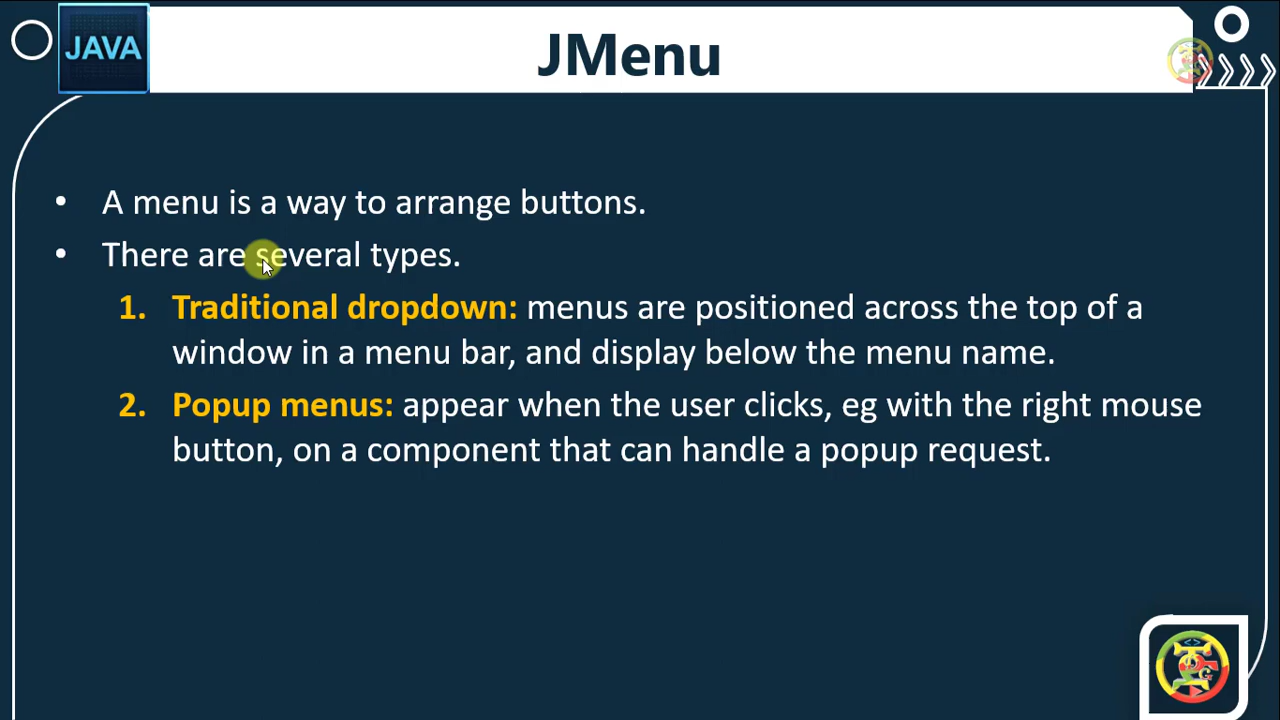 JAVA
JMenu
• A menu is a way to arrange buttons.
• There are several types.
1. Traditional dropdown: menus are positioned across the top of a
window in a menu bar, and display below the menu name.
2. Popup menus: appear when the user clicks, eg with the right mouse
button, on a component that can handle a popup request.